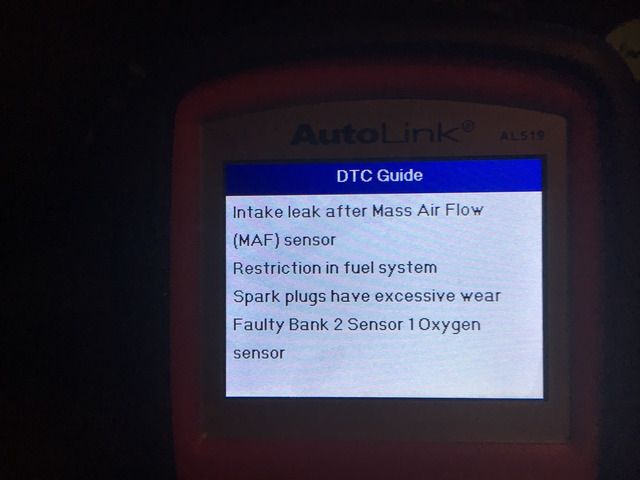 AutoLink® AL519
DTC Guide
Intake leak after Mass Air Flow
(MAF) sensor
Restriction in fuel system
Spark plugs have excessive wear
Faulty Bank 2 Sensor 1 Oxygen
sensor